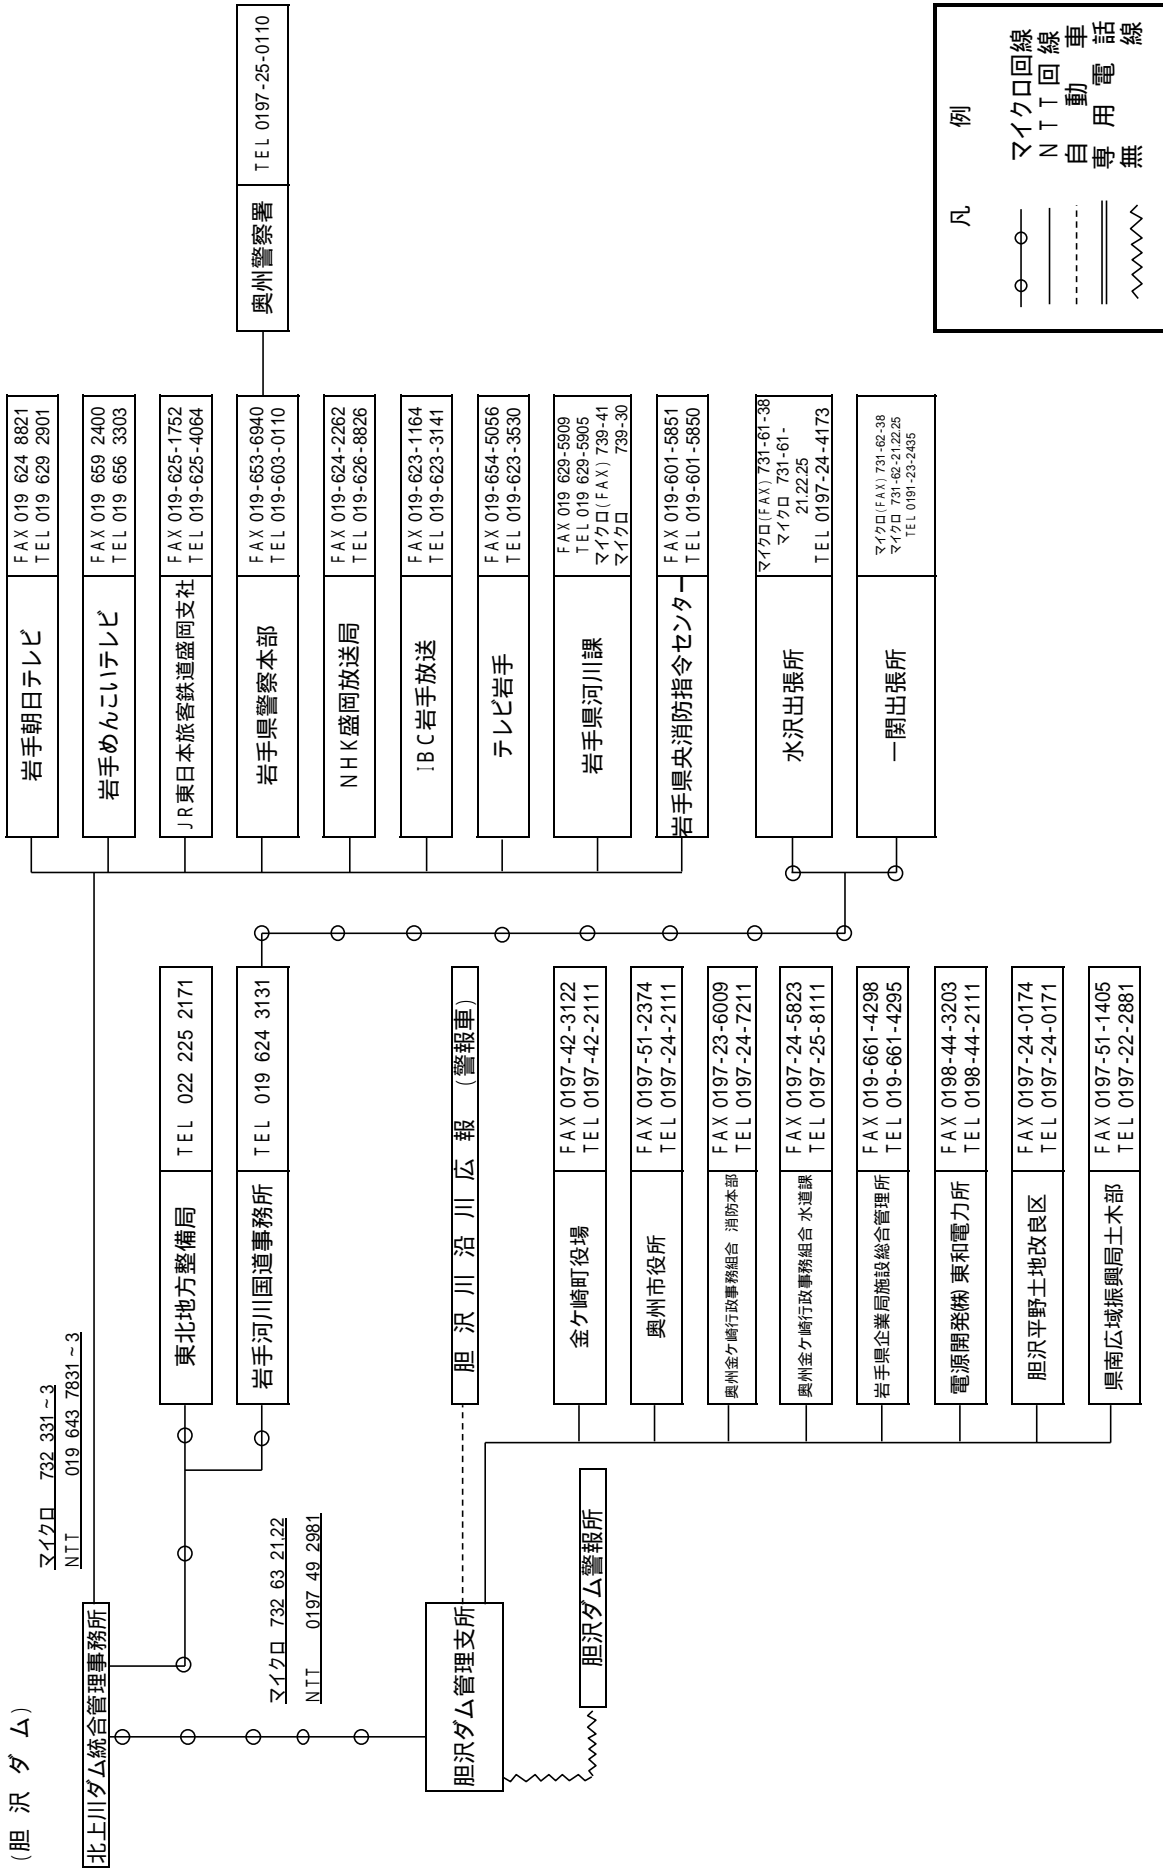 (胆 沢 ダ ム)
北上川ダム統合管理事務所
マイクロ 732 331～3
NTT 019 643 7831～3
マイクロ 732 63 21.22
NTT 0197 49 2981
胆沢ダム管理支所
胆沢ダム警報所
東北地方整備局
TEL 022 225 2171
岩手河川国道事務所
TEL 019 624 3131
胆 沢 川 沿 川 広 報 (警報車)
金ケ崎町役場
FAX 0197-42-3122
TEL 0197-42-2111
奥州市役所
FAX 0197-51-2374
TEL 0197-24-2111
奥州金ケ崎行政事務組合 消防本部
FAX 0197-23-6009
TEL 0197-24-7211
奥州金ケ崎行政事務組合 水道課
FAX 0197-24-5823
TEL 0197-25-8111
岩手県企業局施設総合管理所
FAX 019-661-4298
TEL 019-661-4295
電源開発㈱東和電力所
FAX 0198-44-3203
TEL 0198-44-2111
胆沢平野土地改良区
FAX 0197-24-0174
TEL 0197-24-0171
県南広域振興局土木部
FAX 0197-51-1405
TEL 0197-22-2881
岩手朝日テレビ
FAX 019 624 8821
TEL 019 629 2901
岩手めんこいテレビ
FAX 019 659 2400
TEL 019 656 3303
JR東日本旅客鉄道盛岡支社
FAX 019-625-1752
TEL 019-625-4064
岩手県警察本部
FAX 019-653-6940
TEL 019-603-0110
NHK盛岡放送局
FAX 019-624-2262
TEL 019-626-8826
IBC岩手放送
FAX 019-623-1164
TEL 019-623-3141
テレビ岩手
FAX 019-654-5056
TEL 019-623-3530
岩手県河川課
FAX 019 629-5909
TEL 019 629-5905
マイクロ(FAX) 739-41
マイクロ 739-30
岩手県央消防指令センター
FAX 019-601-5851
TEL 019-601-5850
水沢出張所
マイクロ(FAX) 731-61-38
マイクロ 731-61-
21.22.25
TEL 0197-24-4173
一関出張所
マイクロ(FAX) 731-62-38
マイクロ 731-62-21.22.25
TEL 0191-23-2435
奥州警察署
TEL 0197-25-0110
凡 例
マイクロ回線
NTT回線
自 動 車
専 用 電 話
無 線